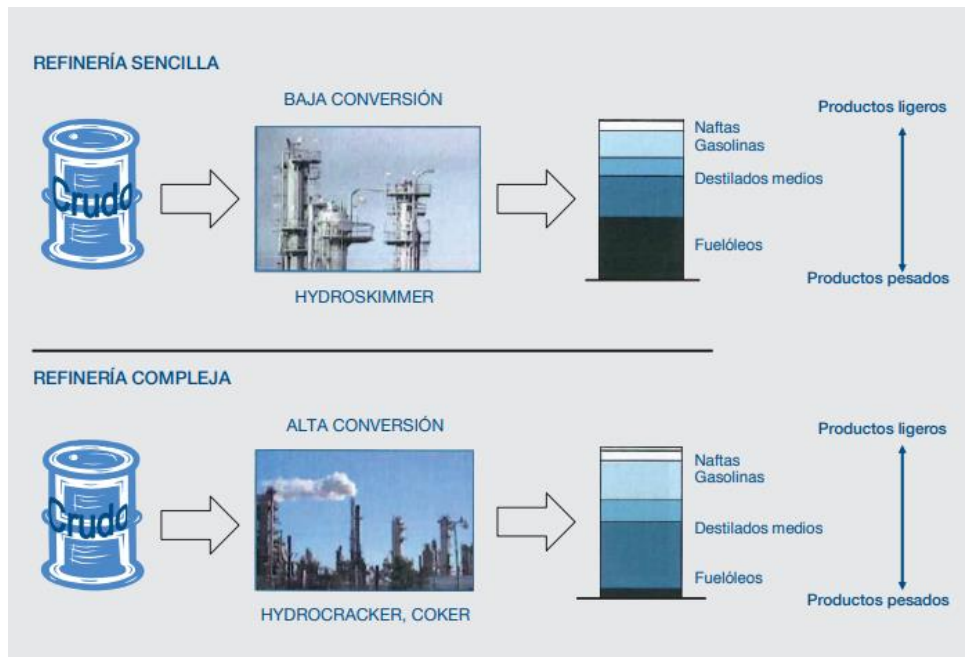 REFINERÍA SENCILLA
BAJA CONVERSIÓN
Crudo
HYDROSKIMMER
Naftas
Gasolinas
Destilados medios
Fuelóleos
Productos ligeros
Productos pesados
REFINERÍA COMPLEJA
ALTA CONVERSIÓN
Crudo
HYDROCRACKER, COKER
Naftas
Gasolinas
Destilados medios
Fuelóleos
Productos ligeros
Productos pesados